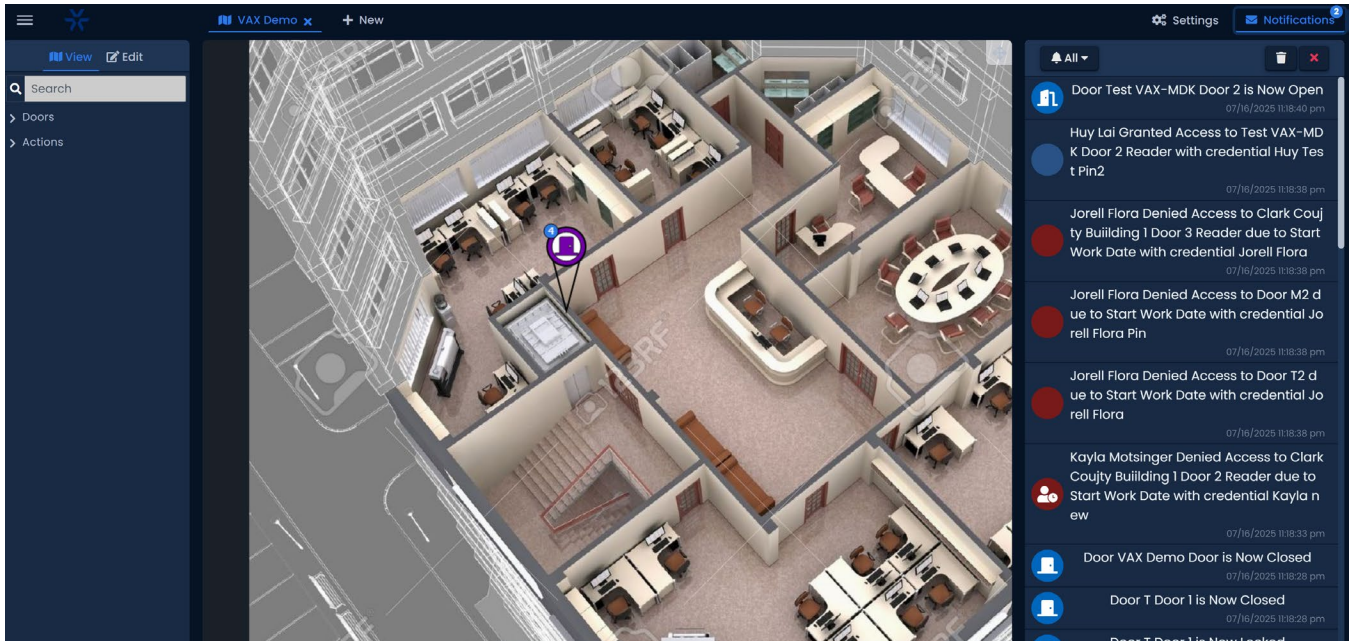 VAX Demo
New
Settings
Notifications
2
View
Edit
Search
Doors
Actions
4
123RF
All
Door Test VAX-MDK Door 2 is Now Open
07/16/2025 11:18:40 pm
Huy Lai Granted Access to Test VAX-MD
K Door 2 Reader with credential Huy Tes
t Pin2
07/16/2025 11:18:38 pm
Jorell Flora Denied Access to Clark Couj
ty Buiilding 1 Door 3 Reader due to Start
Work Date with credential Jorell Flora
07/16/2025 11:18:38 pm
Jorell Flora Denied Access to Door M2 d
ue to Start Work Date with credential Jo
rell Flora Pin
07/16/2025 11:18:38 pm
Jorell Flora Denied Access to Door T2 d
ue to Start Work Date with credential Jo
rell Flora
07/16/2025 11:18:38 pm
Kayla Motsinger Denied Access to Clark
Coujty Buiilding 1 Door 2 Reader due to
Start Work Date with credential Kayla n
ew
07/16/2025 11:18:33 pm
Door VAX Demo Door is Now Closed
07/16/2025 11:18:28 pm
Door T Door 1 is Now Closed
07/16/2025 11:18:28 pm
Door T Door 1 is Now Locked